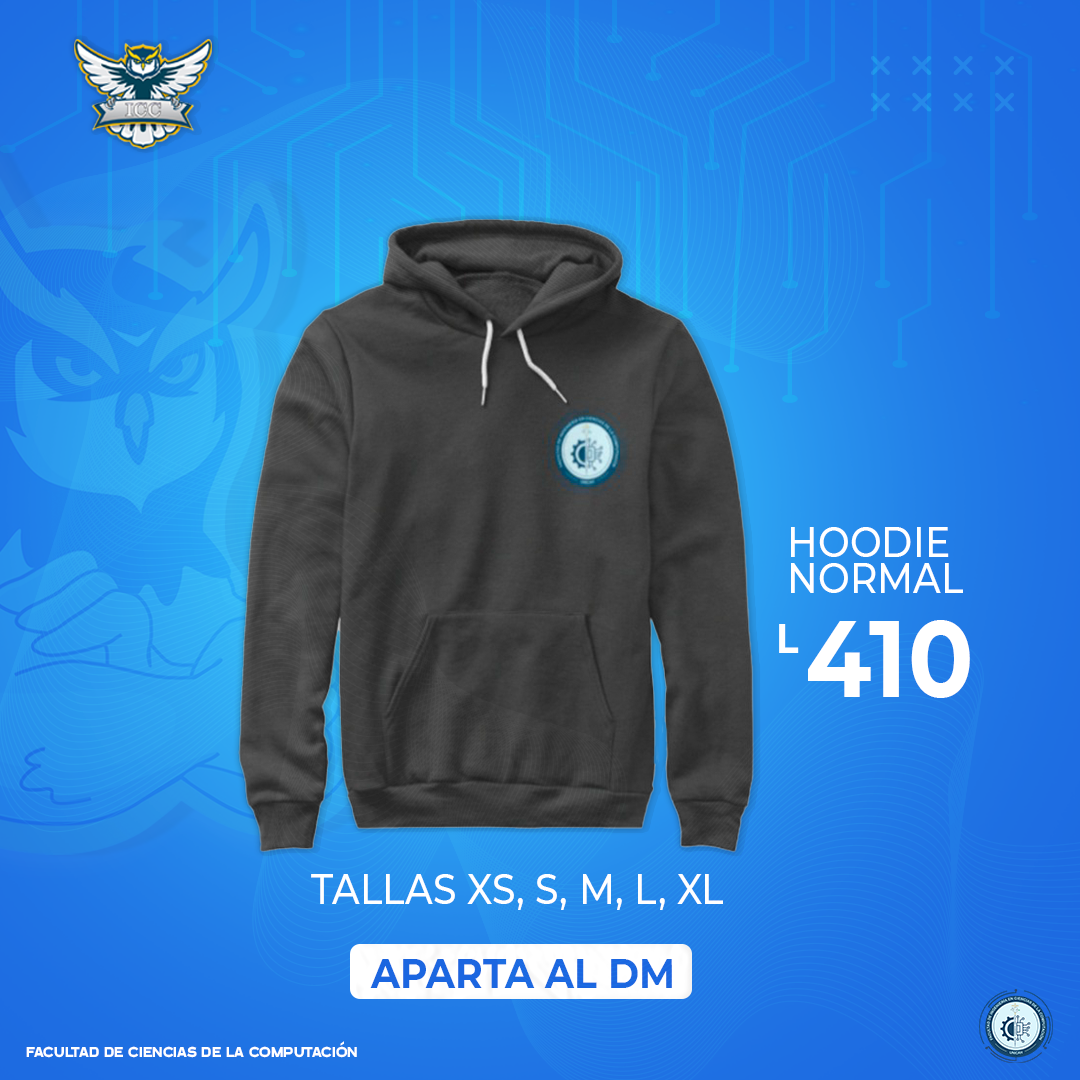 ICC
HOODIE
NORMAL
L 410
TALLAS XS, S, M, L, XL
APARTA AL DM
FACULTAD DE CIENCIAS DE LA COMPUTACIÓN